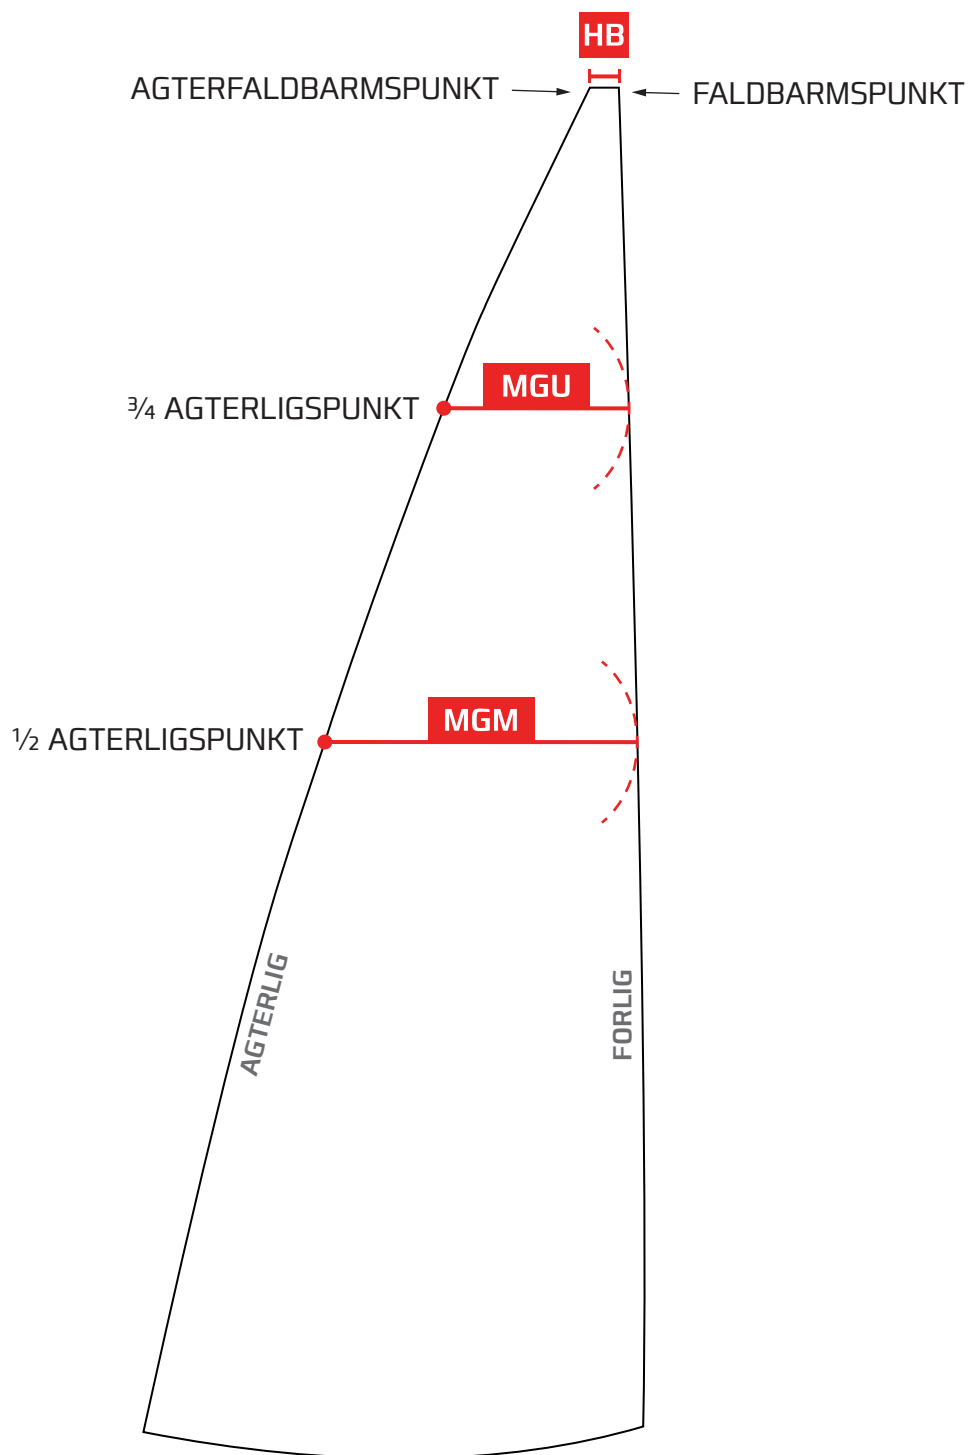 HB
AGTERFALDBARMSPUNKT
FALDBARMSPUNKT
MGU
¾ AGTERLIGSPUNKT
MGM
½ AGTERLIGSPUNKT
AGTERLIG
FORLIG